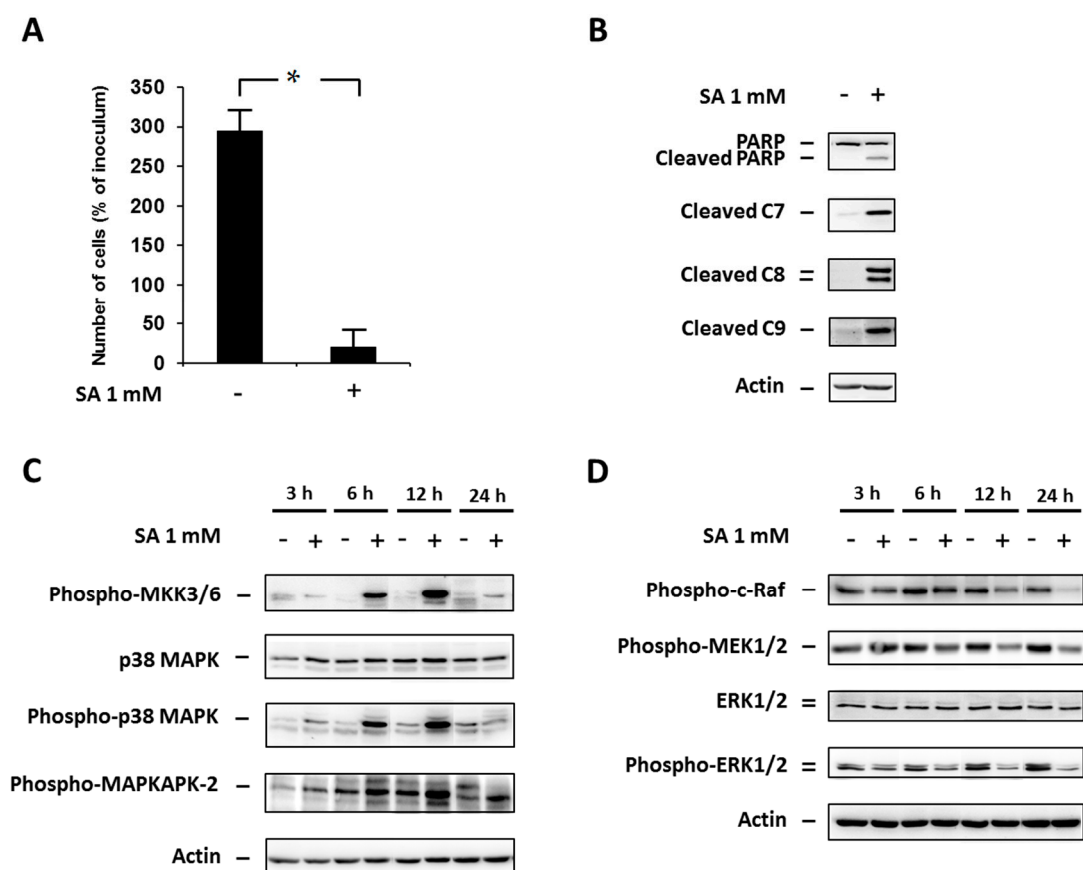 A
Number of cells (% of inoculum)
350
300
250
200
150
100
50
0
*
SA 1 mM - +
B
SA 1 mM - +
PARP
Cleaved PARP
Cleaved C7
Cleaved C8
Cleaved C9
Actin
C
3 h 6 h 12 h 24 h
SA 1 mM - + - + - + - +
Phospho-MKK3/6
p38 MAPK
Phospho-p38 MAPK
Phospho-MAPKAPK-2
Actin
D
3 h 6 h 12 h 24 h
SA 1 mM - + - + - + - +
Phospho-c-Raf
Phospho-MEK1/2
ERK1/2
Phospho-ERK1/2
Actin